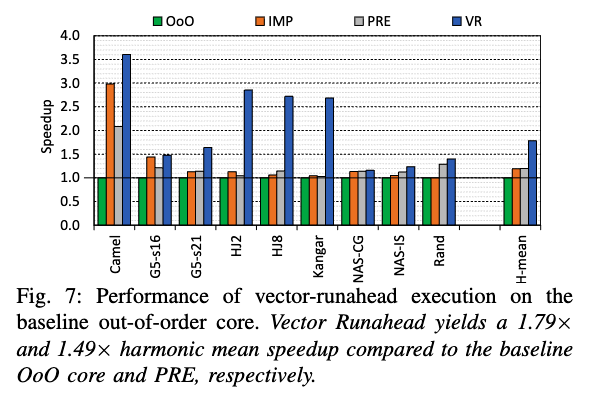 OoO IMP PRE VR
4.0
3.5
3.0
2.5
2.0
1.5
1.0
0.5
0.0
Speedup
Camel
G5-s16
G5-s21
HJ2
HJ8
Kangar
NAS-CG
NAS-IS
Rand
H-mean
Fig. 7: Performance of vector-runahead execution on the
baseline out-of-order core. Vector Runahead yields a 1.79×
and 1.49× harmonic mean speedup compared to the baseline
OoO core and PRE, respectively.